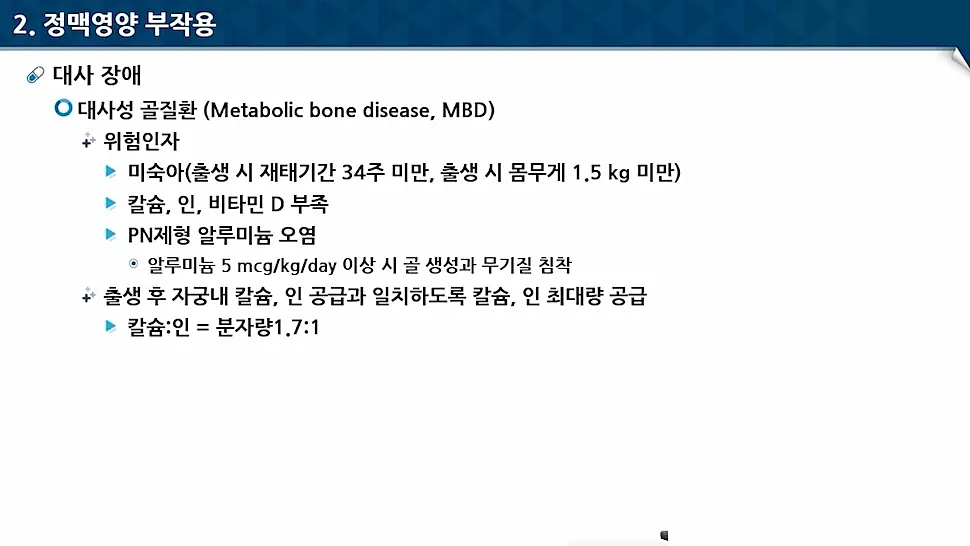 2. 정맥영양 부작용
대사 장애
대사성 골질환 (Metabolic bone disease, MBD)
위험인자
미숙아(출생 시 재태기간 34주 미만, 출생 시 몸무게 1.5 kg 미만)
칼슘, 인, 비타민 D 부족
PN제형 알루미늄 오염
알루미늄 5 mcg/kg/day 이상 시 골 생성과 무기질 침착
출생 후 자궁내 칼슘, 인 공급과 일치하도록 칼슘, 인 최대량 공급
칼슘:인 = 분자량1.7:1